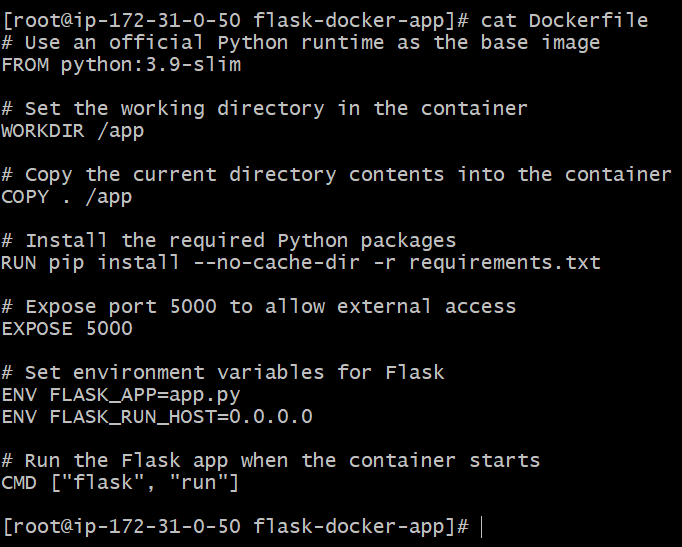 [root@ip-172-31-0-50 flask-docker-app]# cat Dockerfile
# Use an official Python runtime as the base image
FROM python:3.9-slim

# Set the working directory in the container
WORKDIR /app

# Copy the current directory contents into the container
COPY . /app

# Install the required Python packages
RUN pip install --no-cache-dir -r requirements.txt

# Expose port 5000 to allow external access
EXPOSE 5000

# Set environment variables for Flask
ENV FLASK_APP=app.py
ENV FLASK_RUN_HOST=0.0.0.0

# Run the Flask app when the container starts
CMD ["flask", "run"]

[root@ip-172-31-0-50 flask-docker-app]#